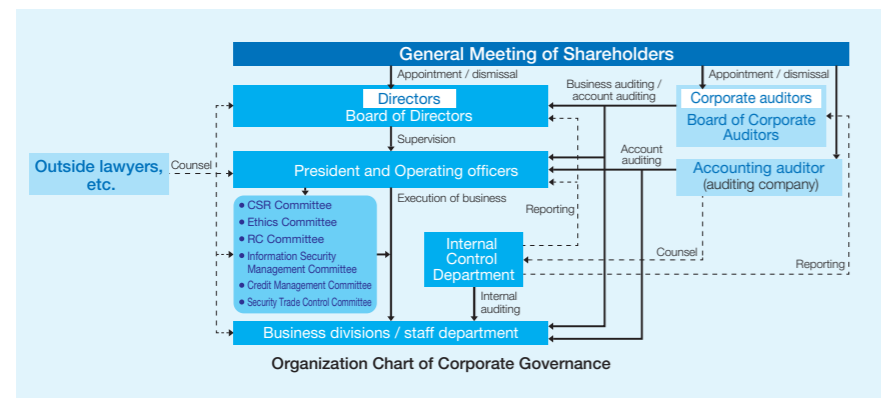 General Meeting of Shareholders
Appointment / dismissal
Appointment / dismissal
Directors
Board of Directors
Business auditing /
account auditing
Corporate auditors
Board of Corporate
Auditors
Supervision
Outside lawyers,
etc.
Counsel
President and Operating officers
Account
auditing
Accounting auditor
(auditing company)
Execution of business
• CSR Committee
• Ethics Committee
• RC Committee
• Information Security
Management Committee
• Credit Management Committee
• Security Trade Control Committee
Reporting
Internal
Control
Department
Counsel
Reporting
Internal
auditing
Business divisions / staff department
Organization Chart of Corporate Governance